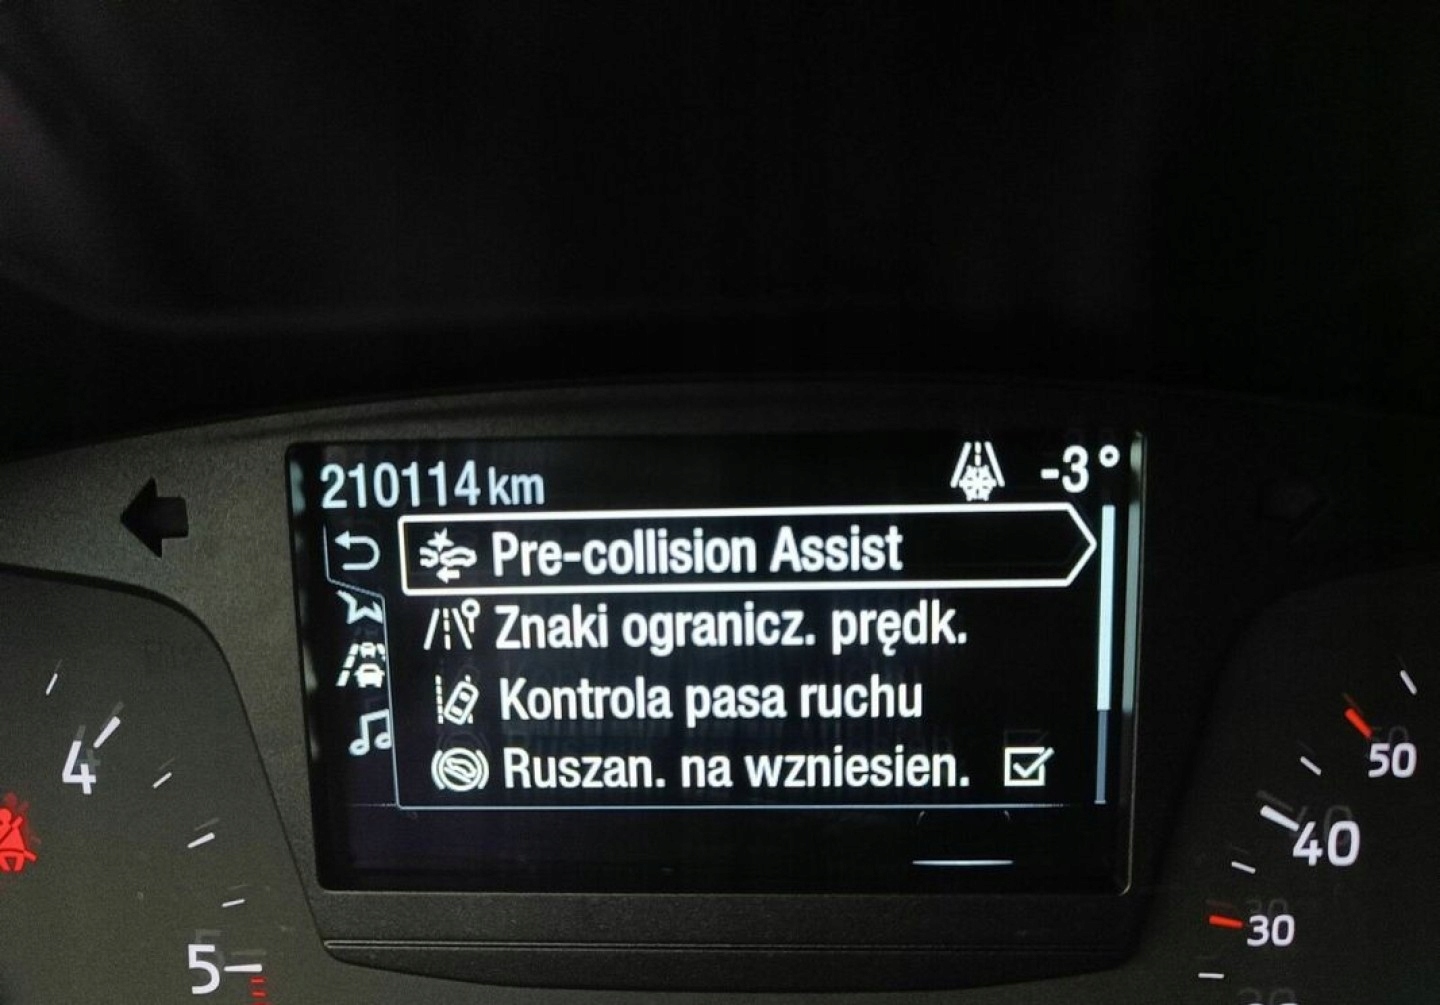 210114 km -3°
Pre-collision Assist
Znaki ogranicz. prędk.
Kontrola pasa ruchu
Ruszan. na wzniesien.
4
5
50
40
30